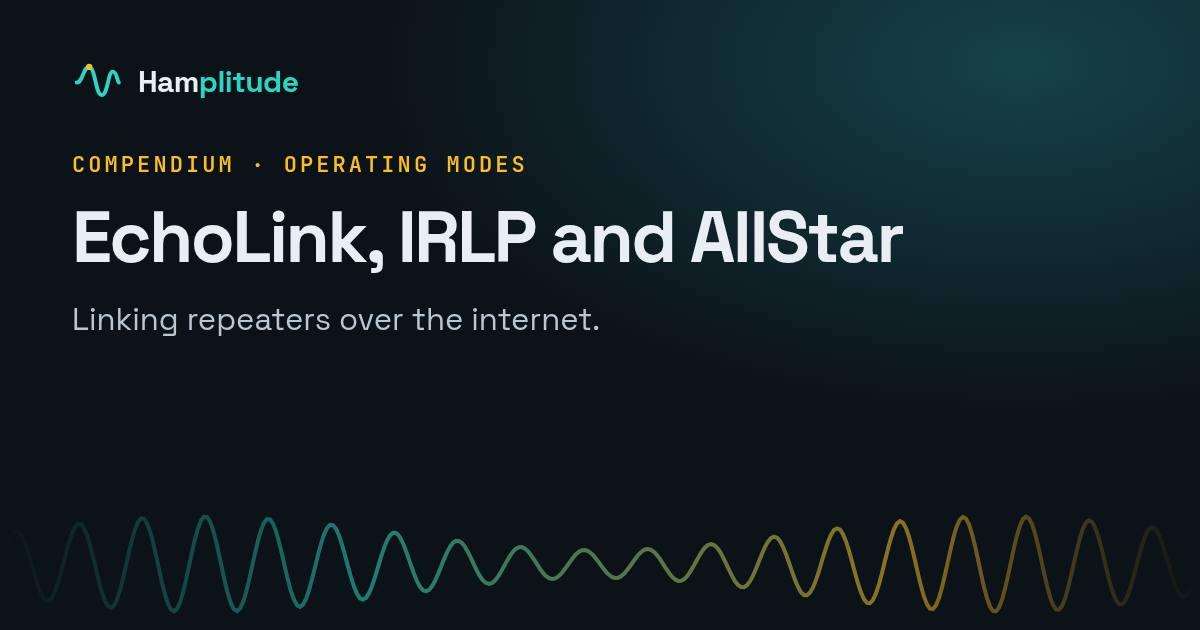 Hamplitude
COMPENDIUM · OPERATING MODES
EchoLink, IRLP and AllStar
Linking repeaters over the internet.